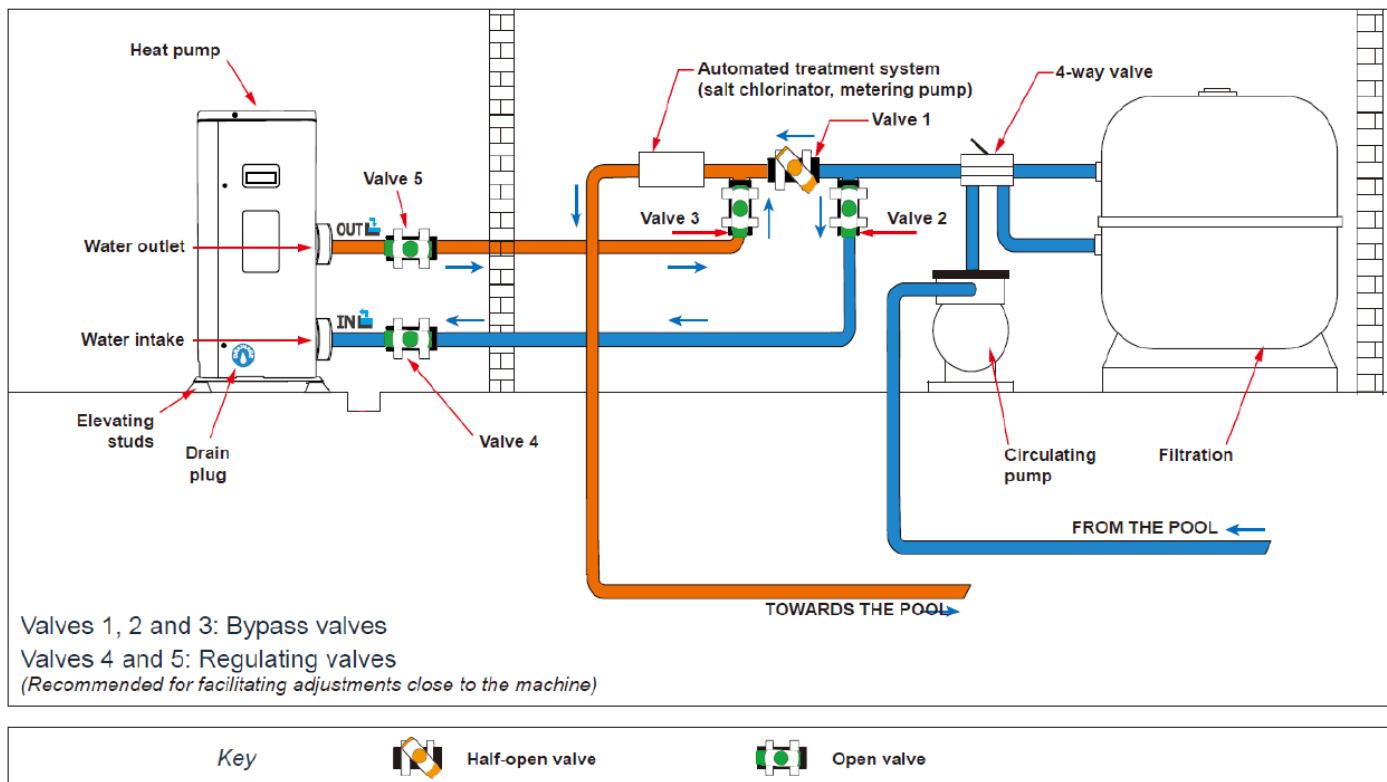 Heat pump
Automated treatment system
(salt chlorinator, metering pump)
4-way valve
Valve 1
Valve 5
OUT
Valve 3
Valve 2
Water outlet
IN
Water intake
Elevating
studs
Drain
plug
Valve 4
Circulating
pump
Filtration
FROM THE POOL
TOWARDS THE POOL
Valves 1, 2 and 3: Bypass valves
Valves 4 and 5: Regulating valves
(Recommended for facilitating adjustments close to the machine)
Key
Half-open valve
Open valve